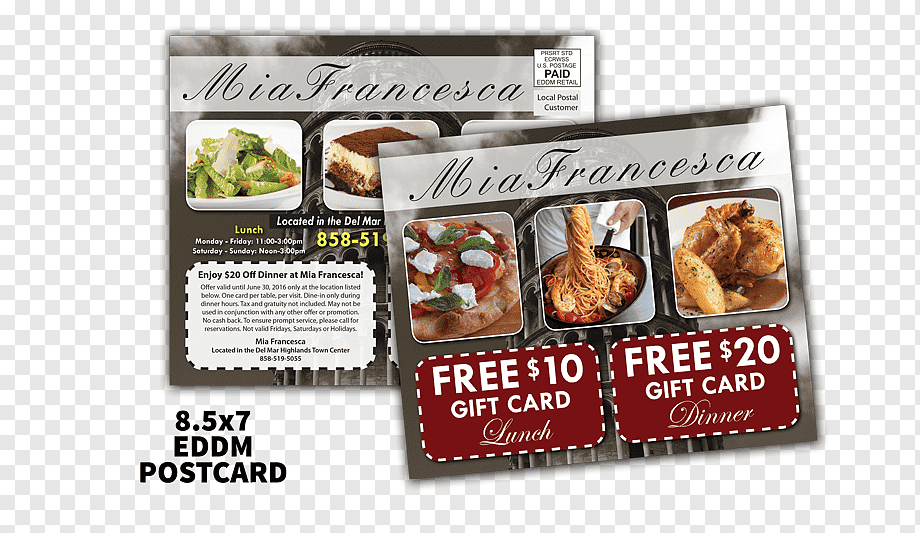 MiaFrancesca
PRSRT STD
ECRWSS
U.S. POSTAGE
PAID
EDDM RETAIL
Local Postal
Customer
Located in the Del Mar
Lunch
Monday - Friday: 11:00-3:00pm
Saturday - Sunday: Noon-3:00pm
858-519
Enjoy $20 Off Dinner at Mia Francesca!
Offer valid until June 30, 2016 only at the location listed
below. One card per table, per visit. Dine-in only during
dinner hours. Tax and gratuity not included. May not be
used in conjunction with any other offer or promotion.
No cash back. To ensure prompt service, please call for
reservations. Not valid Fridays, Saturdays or Holidays.
Mia Francesca
Located in the Del Mar Highlands Town Center
858-519-5055
MiaFrancesca
FREE $10
GIFT CARD
Lunch
FREE $20
GIFT CARD
Dinner
8.5x7
EDDM
POSTCARD